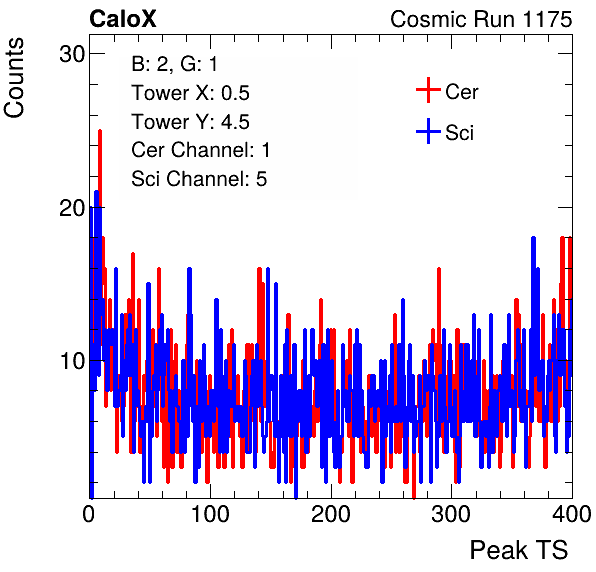 CaloX Cosmic Run 1175
Counts
30
20
10
B: 2, G: 1
Tower X: 0.5
Tower Y: 4.5
Cer Channel: 1
Sci Channel: 5
Cer
Sci
0 100 200 300 400
Peak TS